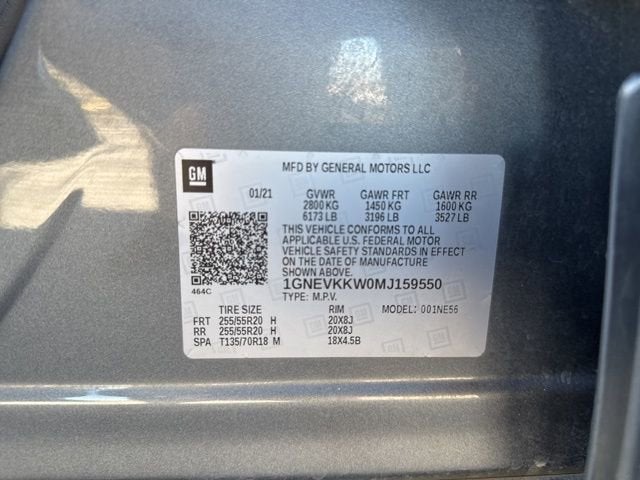 GM
MFD BY GENERAL MOTORS LLC
01/21 GVWR GAWR FRT GAWR RR
2800 KG 1450 KG 1600 KG
6173 LB 3196 LB 3527 LB
THIS VEHICLE CONFORMS TO ALL
APPLICABLE U.S. FEDERAL MOTOR
VEHICLE SAFETY STANDARDS IN EFFECT
ON THE DATE OF MANUFACTURE
SHOWN ABOVE.
464C
1GNEVKKW0MJ159550
TYPE: M.P.V.
TIRE SIZE RIM MODEL: 001NE56
FRT 255/55R20 H 20X8J
RR 255/55R20 H 20X8J
SPA T135/70R18 M 18X4.5B